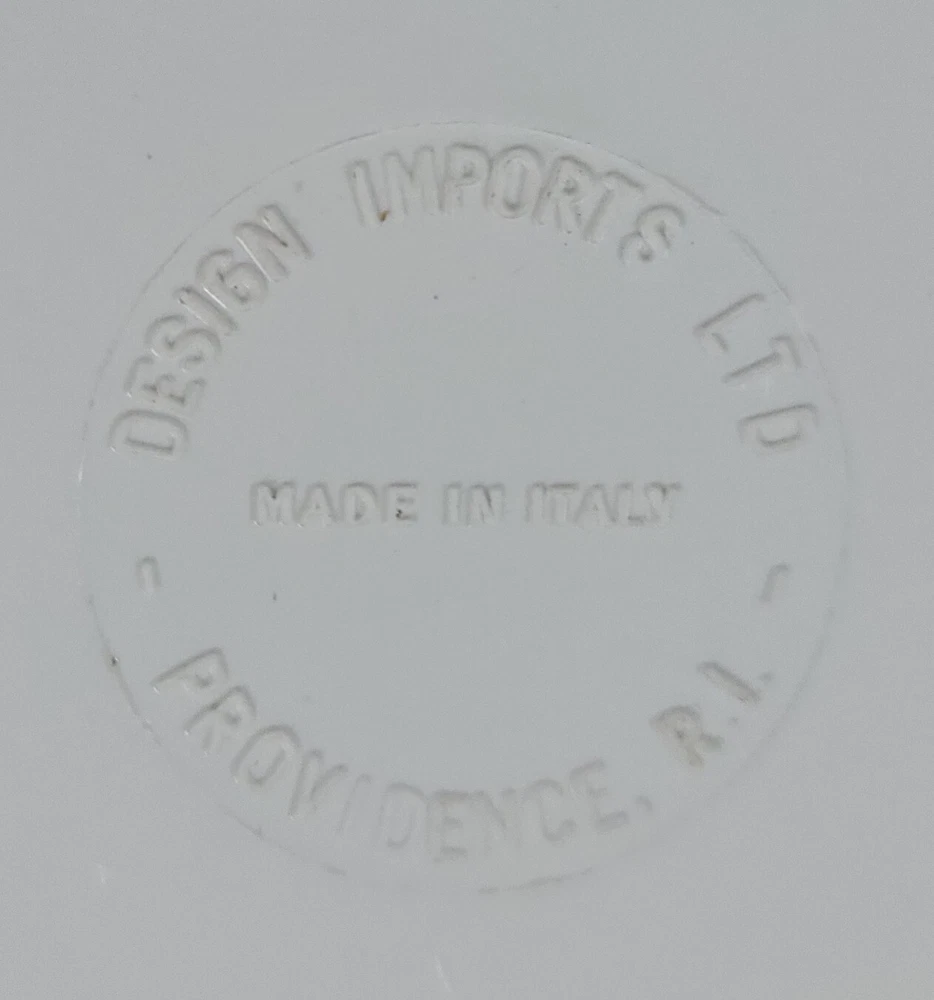 DESIGN IMPORTS LTD
MADE IN ITALY
- PROVIDENCE, R.I. -